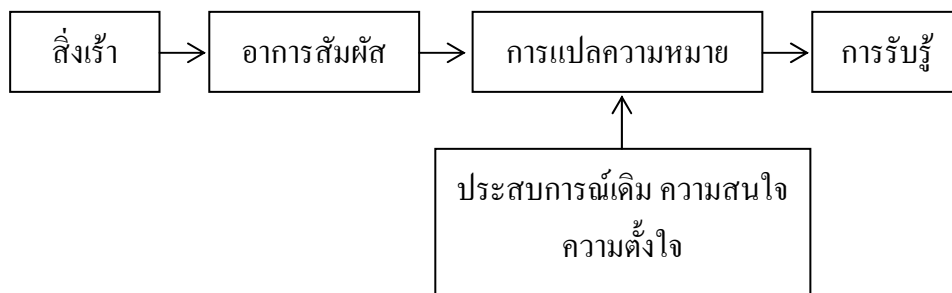 สิ่งเร้า
อาการสัมผัส
การแปลความหมาย
การรับรู้
ประสบการณ์เดิม ความสนใจ
ความตั้งใจ